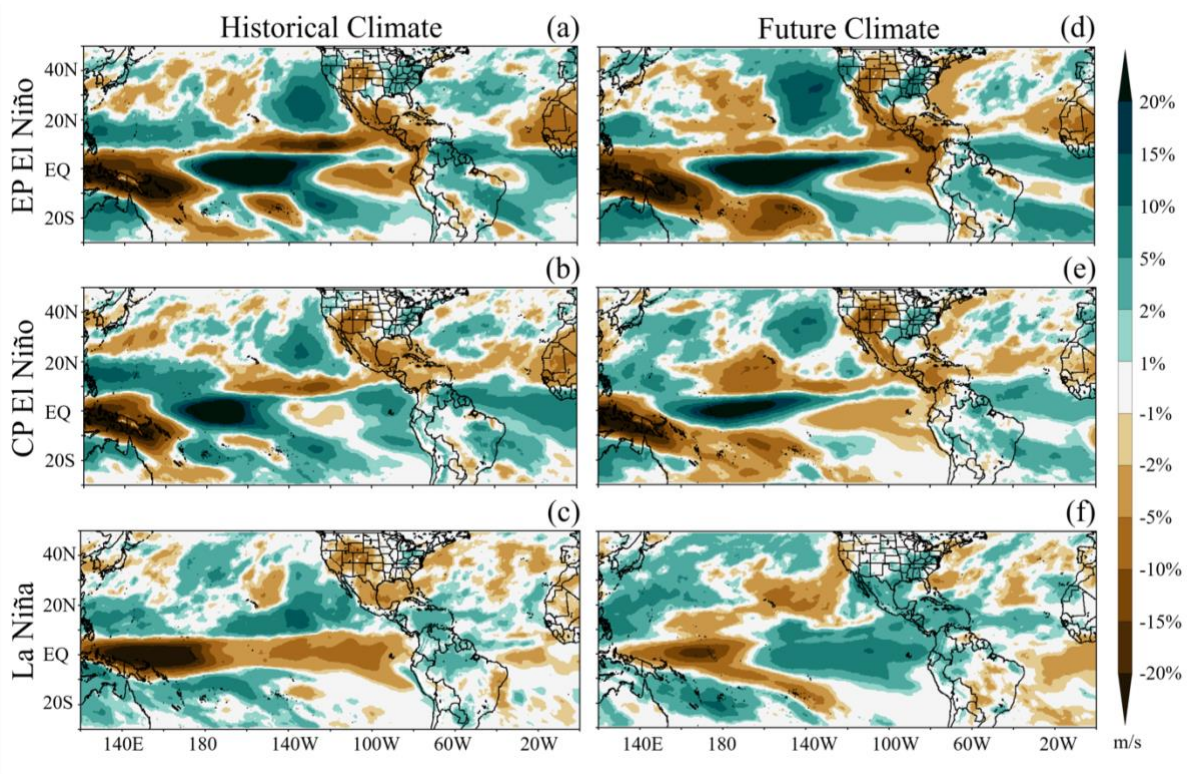 Historical Climate
(a)
Future Climate
(d)
EP El Niño
40N
20N
EQ
20S
(b)
(e)
CP El Niño
40N
20N
EQ
20S
(c)
(f)
La Niña
40N
20N
EQ
20S
140E 180 140W 100W 60W 20W
140E 180 140W 100W 60W 20W
20%
15%
10%
5%
2%
1%
-1%
-2%
-5%
-10%
-15%
-20%
m/s